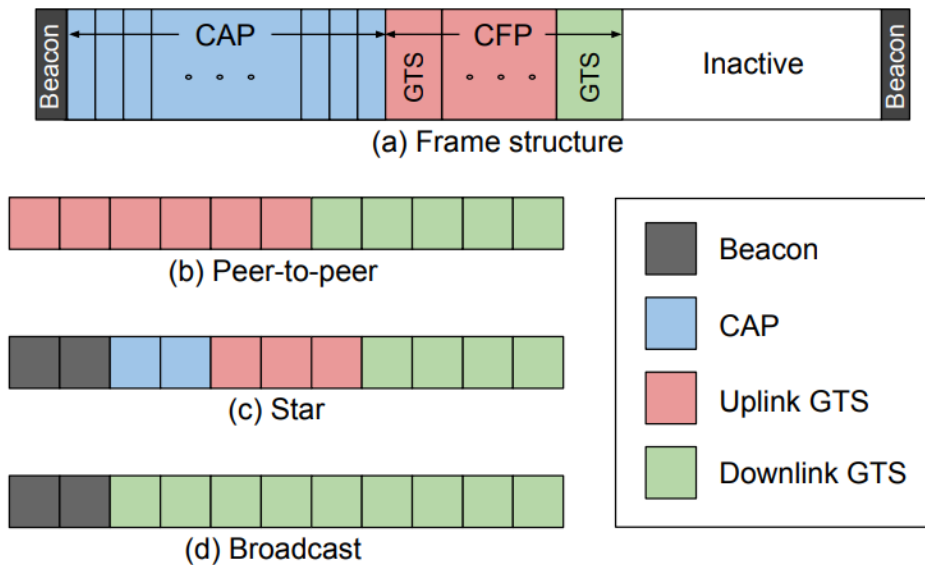 Beacon
CAP
GTS
CFP
GTS
Inactive
Beacon
(a) Frame structure
(b) Peer-to-peer
(c) Star
(d) Broadcast
Beacon
CAP
Uplink GTS
Downlink GTS